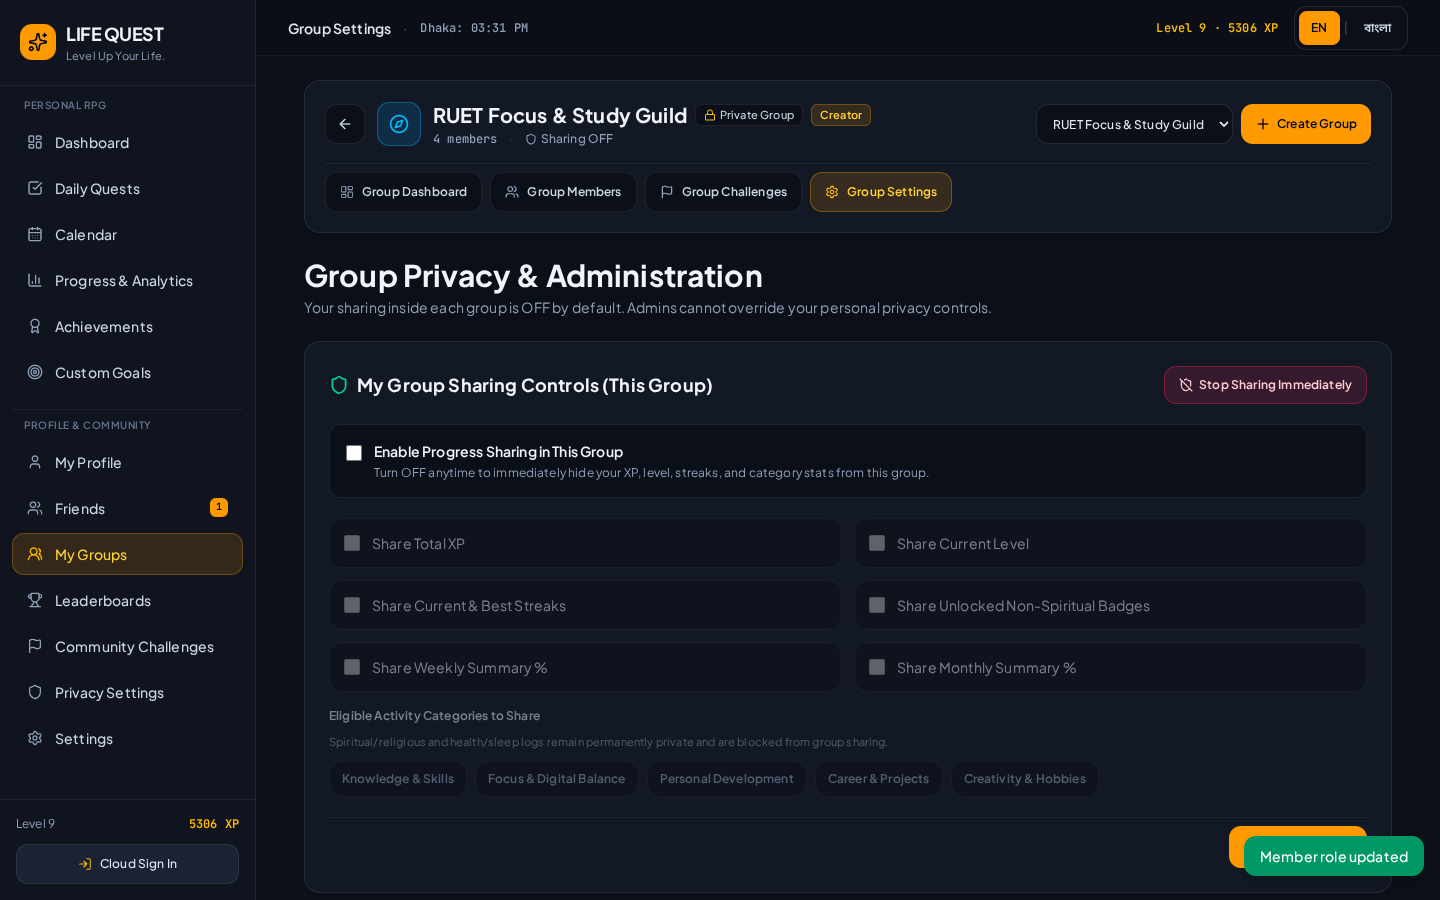 LIFE QUEST
Level Up Your Life.
PERSONAL RPG
Dashboard
Daily Quests
Calendar
Progress & Analytics
Achievements
Custom Goals
PROFILE & COMMUNITY
My Profile
Friends
1
My Groups
Leaderboards
Community Challenges
Privacy Settings
Settings
Level 9
5306 XP
Cloud Sign In
Group Settings · Dhaka: 03:31 PM
Level 9 · 5306 XP
EN | বাংলা
RUET Focus & Study Guild
Private Group
Creator
4 members · Sharing OFF
RUET Focus & Study Guild
Create Group
Group Dashboard
Group Members
Group Challenges
Group Settings
Group Privacy & Administration
Your sharing inside each group is OFF by default. Admins cannot override your personal privacy controls.
My Group Sharing Controls (This Group)
Stop Sharing Immediately
Enable Progress Sharing in This Group
Turn OFF anytime to immediately hide your XP, level, streaks, and category stats from this group.
Share Total XP
Share Current Level
Share Current & Best Streaks
Share Unlocked Non-Spiritual Badges
Share Weekly Summary %
Share Monthly Summary %
Eligible Activity Categories to Share
Spiritual/religious and health/sleep logs remain permanently private and are blocked from group sharing.
Knowledge & Skills
Focus & Digital Balance
Personal Development
Career & Projects
Creativity & Hobbies
Member role updated